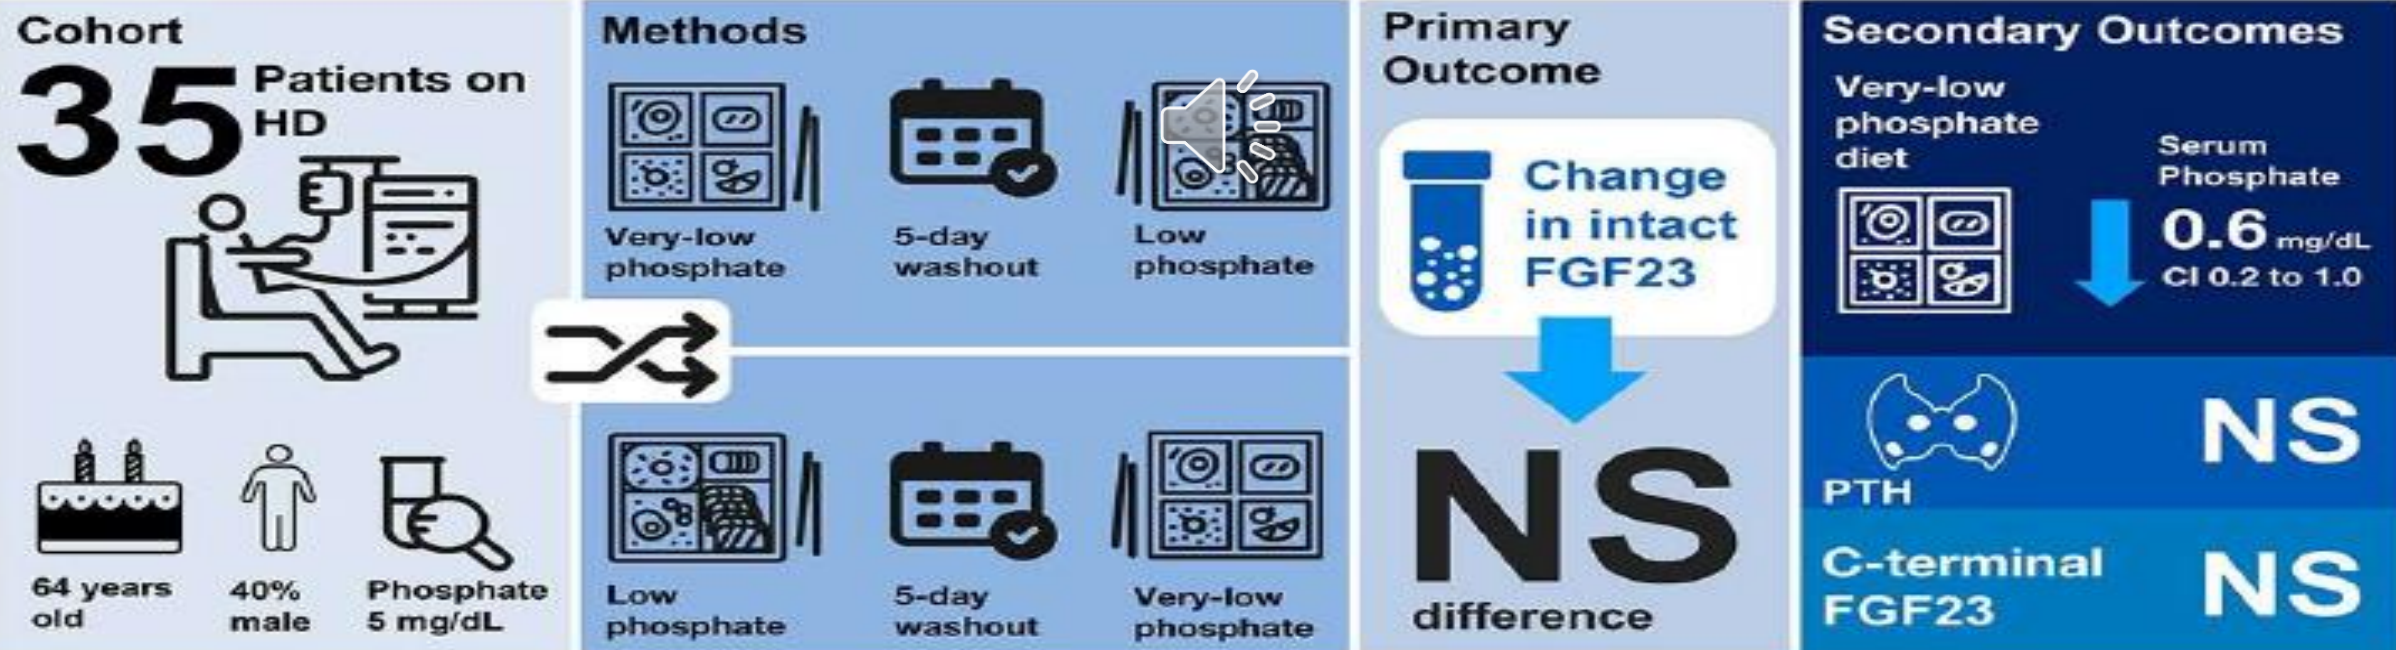 Cohort
35 Patients on
HD
64 years
old
40%
male
Phosphate
5 mg/dL
Methods
Very-low
phosphate
5-day
washout
Low
phosphate
Low
phosphate
5-day
washout
Very-low
phosphate
Primary
Outcome
Change
in intact
FGF23
NS
difference
Secondary Outcomes
Very-low
phosphate
diet
Serum
Phosphate
0.6 mg/dL
CI 0.2 to 1.0
PTH
NS
C-terminal
FGF23
NS